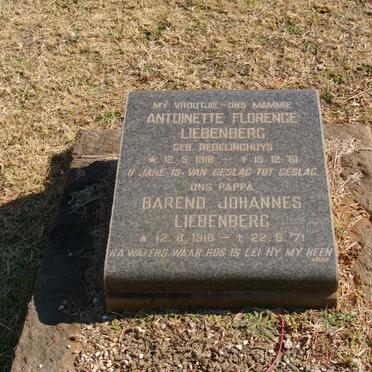 MY VROUTJIE - ONS MAMMIE
ANTOINETTE FLORENCE
LIEBENBERG
GEB. REDELINGHUYS
* 12.5.1918 - † 15.12.'61
U JARE IS VAN GESLAG TOT GESLAG.
ONS PAPPA
BAREND JOHANNES
LIEBENBERG
* 12.8.1916 - † 22.5.'71
NA WATERS WAAR RUS IS LEI HY MY HEEN